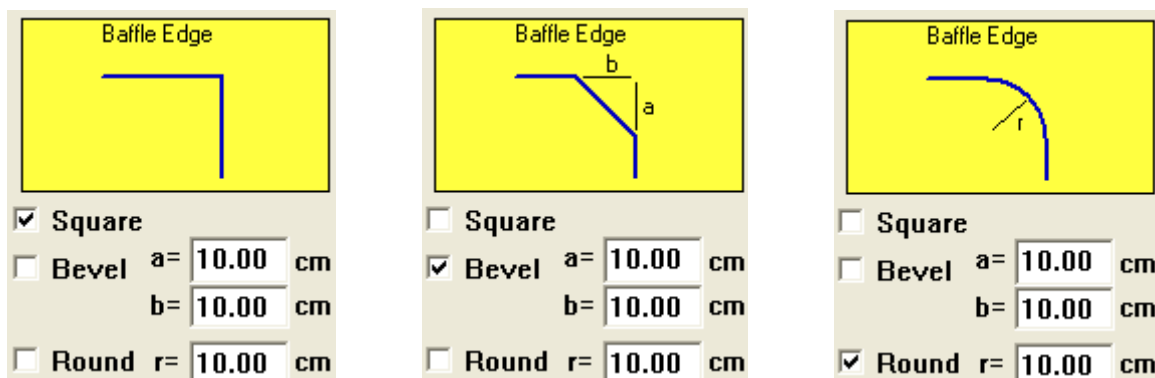 Baffle Edge
Square
Bevel a= 10.00 cm
b= 10.00 cm
Round r= 10.00 cm
Baffle Edge
b
a
Square
Bevel a= 10.00 cm
b= 10.00 cm
Round r= 10.00 cm
Baffle Edge
r
Square
Bevel a= 10.00 cm
b= 10.00 cm
Round r= 10.00 cm